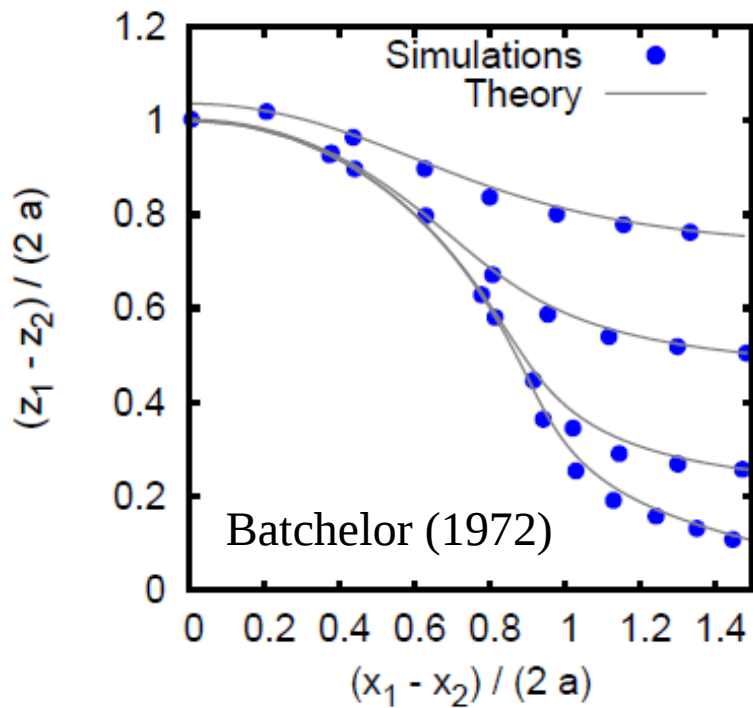 1.2
1
0.8
0.6
0.4
0.2
0
Simulations
Theory
(z1 - z2) / (2 a)
Batchelor (1972)
0 0.2 0.4 0.6 0.8 1 1.2 1.4
(x1 - x2) / (2 a)